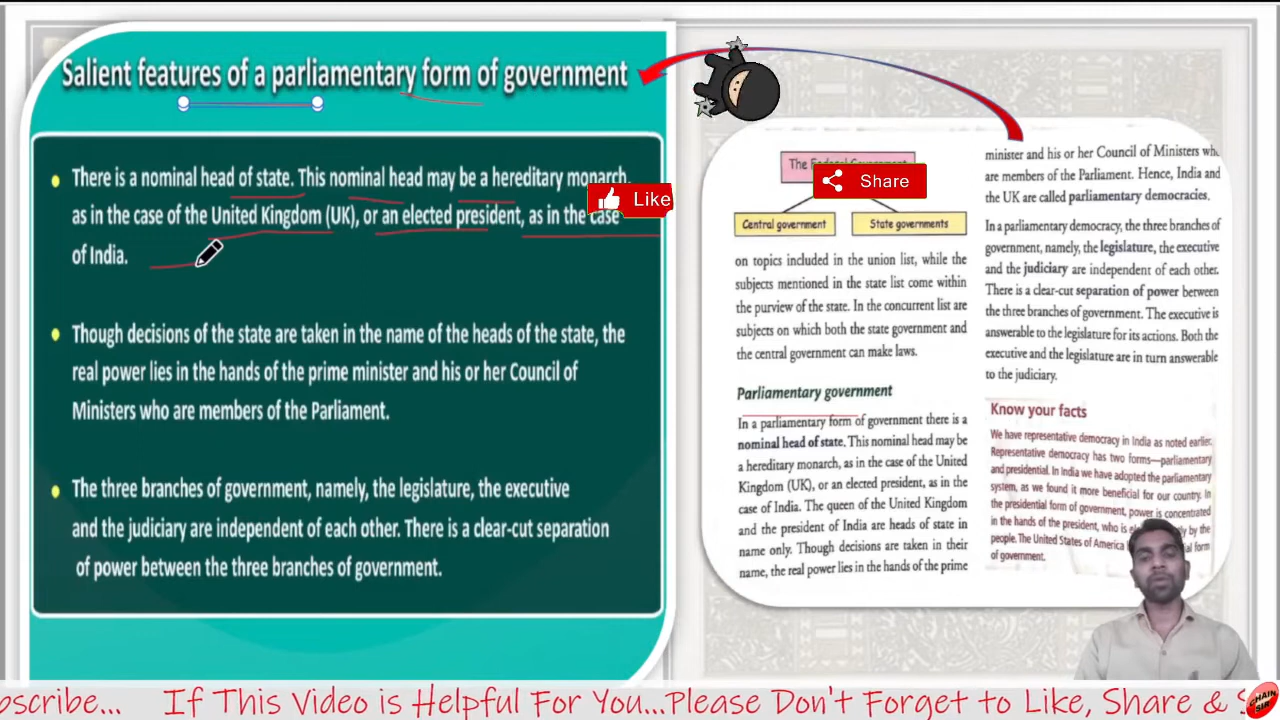 Salient features of a parliamentary form of government
There is a nominal head of state. This nominal head may be a hereditary monarch,
as in the case of the United Kingdom (UK), or an elected president, as in the case
of India.
Though decisions of the state are taken in the name of the heads of the state, the
real power lies in the hands of the prime minister and his or her Council of
Ministers who are members of the Parliament.
The three branches of government, namely, the legislature, the executive
and the judiciary are independent of each other. There is a clear-cut separation
of power between the three branches of government.
Like
The Federal Government
Share
Central government
State governments
on topics included in the union list, while the
subjects mentioned in the state list come within
the purview of the state. In the concurrent list are
subjects on which both the state government and
the central government can make laws.
Parliamentary government
In a parliamentary form of government there is a
nominal head of state. This nominal head may be
a hereditary monarch, as in the case of the United
Kingdom (UK), or an elected president, as in the
case of India. The queen of the United Kingdom
and the president of India are heads of state in
name only. Though decisions are taken in their
name, the real power lies in the hands of the prime
minister and his or her Council of Ministers who
are members of the Parliament. Hence, India and
the UK are called parliamentary democracies.
In a parliamentary democracy, the three branches of
government, namely, the legislature, the executive
and the judiciary are independent of each other.
There is a clear-cut separation of power between
the three branches of government. The executive is
answerable to the legislature for its actions. Both the
executive and the legislature are in turn answerable
to the judiciary.
Know your facts
We have representative democracy in India as noted earlier.
Representative democracy has two forms—parliamentary
and presidential. In India we have adopted the parliamentary
system, as we found it more beneficial for our country. In
the presidential form of government, power is concentrated
in the hands of the president, who is by the
people. The United States of America form
of government.
bscribe... If This Video is Helpful For You...Please Don't Forget to Like, Share & S
CHAIN
SIR